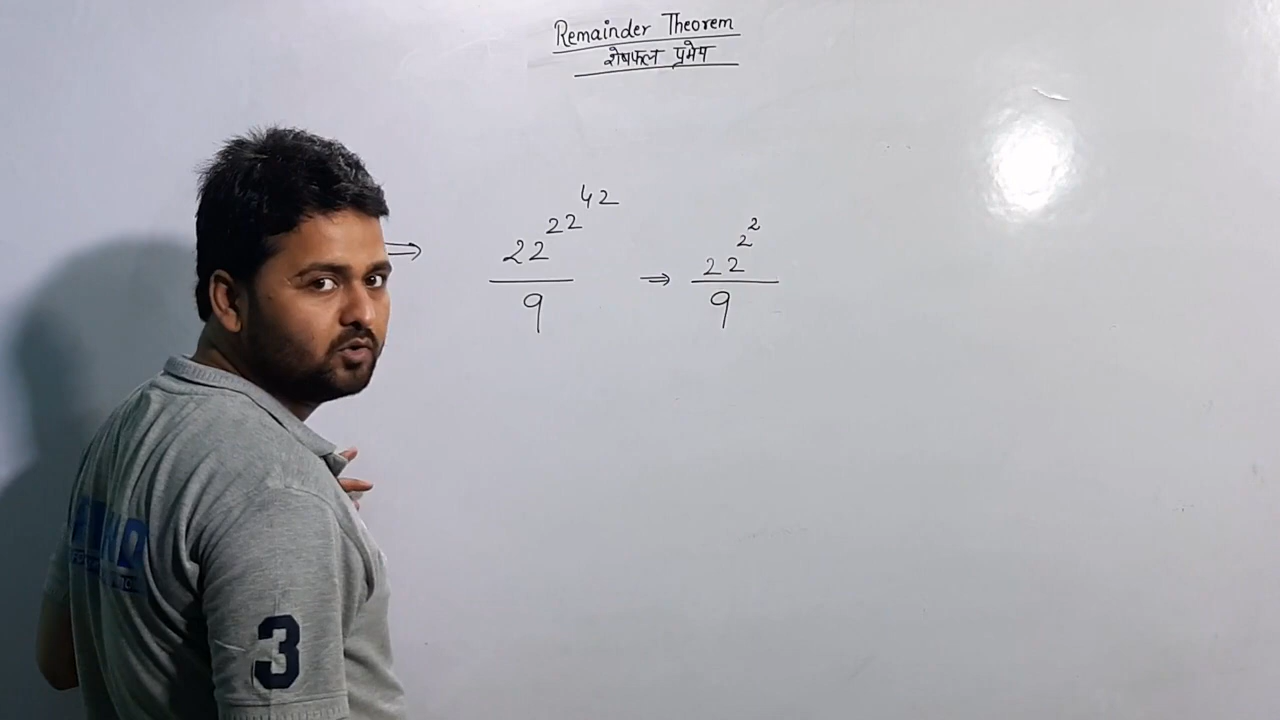 Remainder Theorem
शेषफल प्रमेय
⇒ 22^22^42 / 9 ⇒ 22^2^2 / 9
3